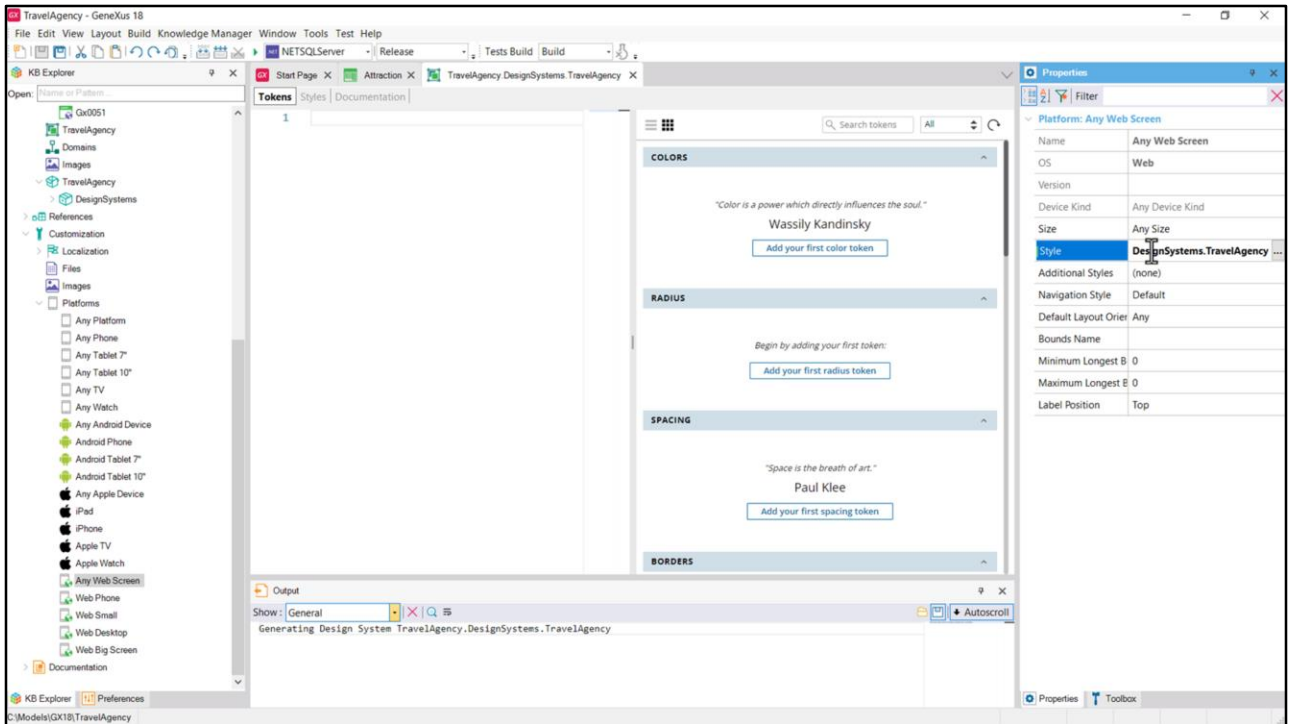 TravelAgency - GeneXus 18
File Edit View Layout Build Knowledge Manager Window Tools Test Help
NETSQLServer Release Tests Build Build
KB Explorer
Open: Name or Pattern...
Gx0051
TravelAgency
Domains
Images
TravelAgency
DesignSystems
References
Customization
Localization
Files
Images
Platforms
Any Platform
Any Phone
Any Tablet 7"
Any Tablet 10"
Any TV
Any Watch
Any Android Device
Android Phone
Android Tablet 7"
Android Tablet 10"
Any Apple Device
iPad
iPhone
Apple TV
Apple Watch
Any Web Screen
Web Phone
Web Small
Web Desktop
Web Big Screen
Documentation
KB Explorer Preferences
C:\Models\GX18\TravelAgency
Start Page Attraction TravelAgency.DesignSystems.TravelAgency
Tokens Styles Documentation
1
Search tokens All
COLORS
"Color is a power which directly influences the soul."
Wassily Kandinsky
Add your first color token
RADIUS
Begin by adding your first token:
Add your first radius token
SPACING
"Space is the breath of art."
Paul Klee
Add your first spacing token
BORDERS
Output
Show: General Autoscroll
Generating Design System TravelAgency.DesignSystems.TravelAgency
Properties
Filter
Platform: Any Web Screen
Name Any Web Screen
OS Web
Version
Device Kind Any Device Kind
Size Any Size
Style DesignSystems.TravelAgency ...
Additional Styles (none)
Navigation Style Default
Default Layout Orier Any
Bounds Name
Minimum Longest B 0
Maximum Longest B 0
Label Position Top
Properties Toolbox